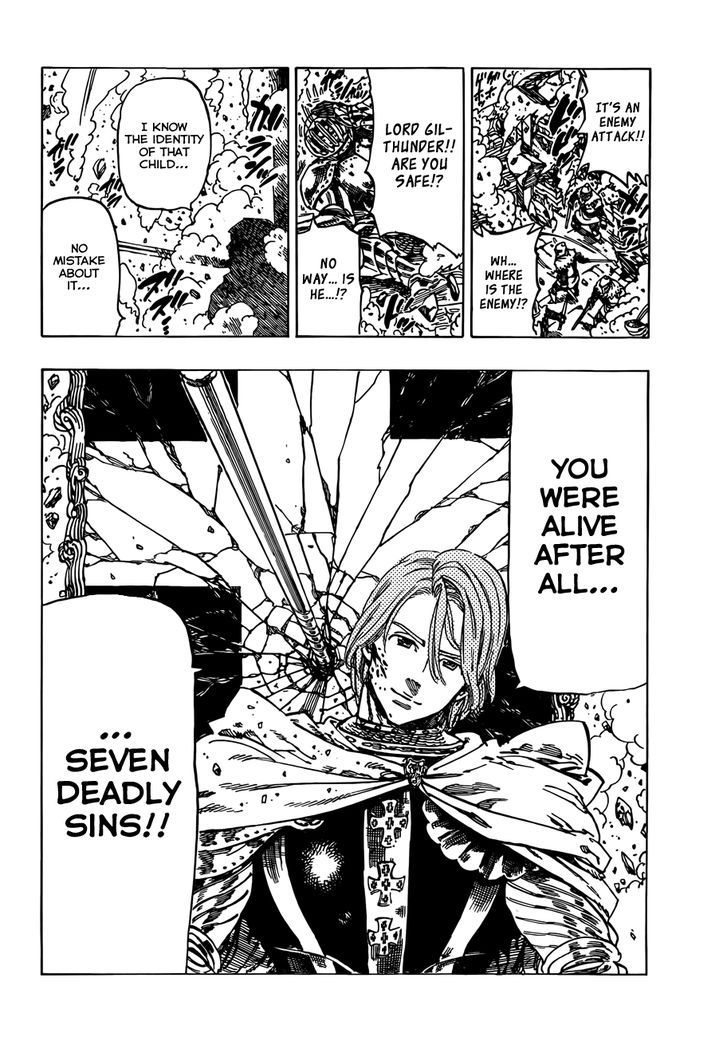 IT'S AN
ENEMY
ATTACK!!
WH...
WHERE
IS THE
ENEMY!?
LORD GIL-
THUNDER!!
ARE YOU
SAFE!?
NO
WAY... IS
HE...!?
I KNOW
THE IDENTITY
OF THAT
CHILD...
NO
MISTAKE
ABOUT
IT...
YOU
WERE
ALIVE
AFTER
ALL...
...
SEVEN
DEADLY
SINS!!